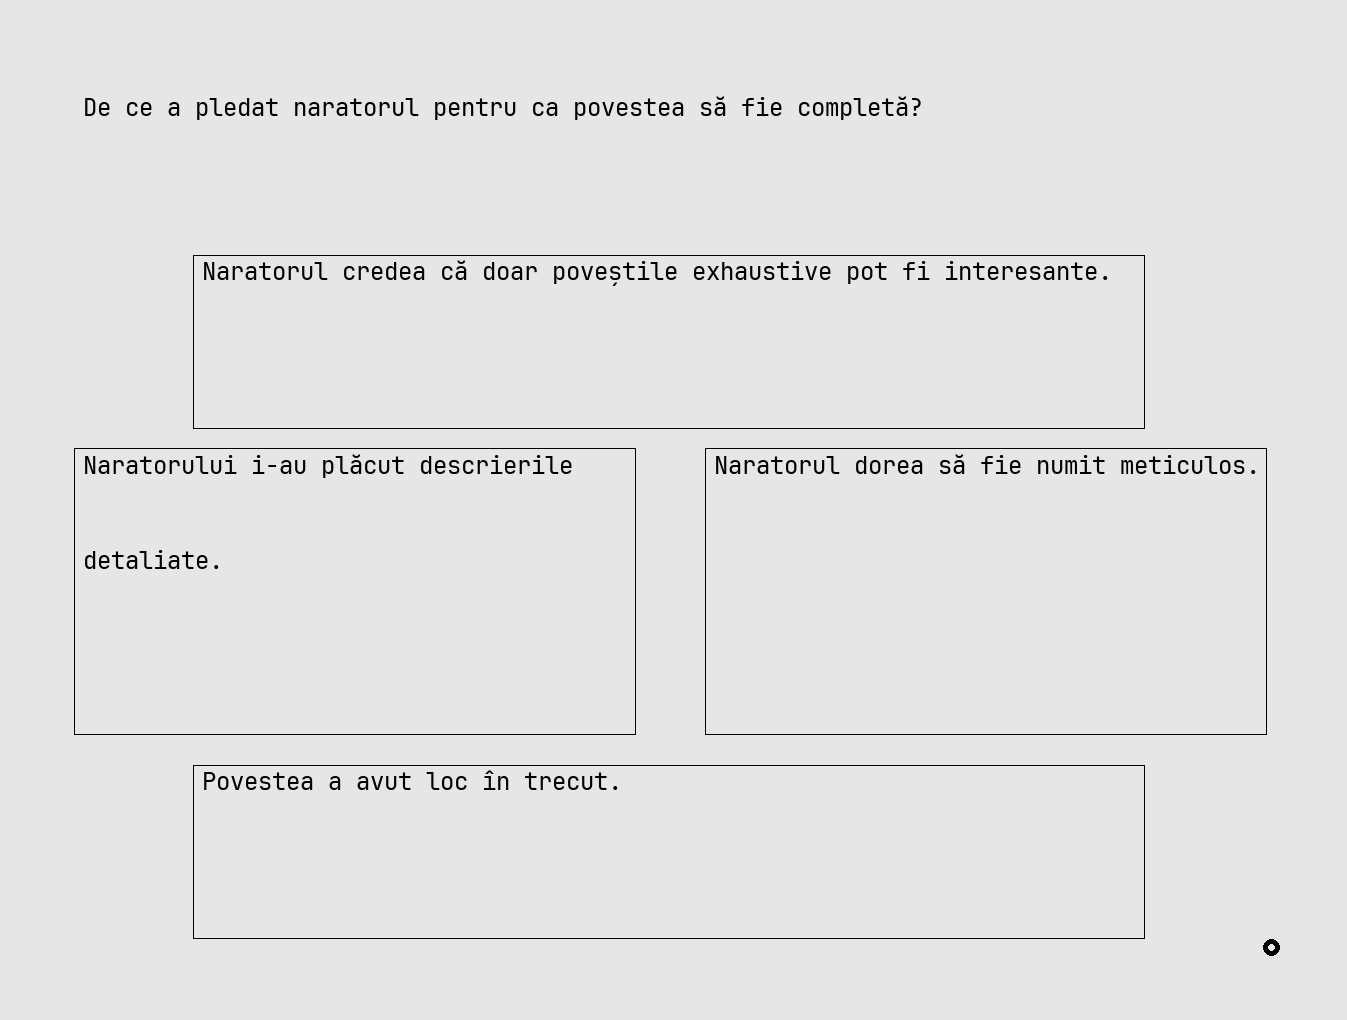 De ce a pledat naratorul pentru ca povestea să fie completă?
Naratorul credea că doar poveștile exhaustive pot fi interesante.
Naratorului i-au plăcut descrierile
detaliate.
Naratorul dorea să fie numit meticulos.
Povestea a avut loc în trecut.